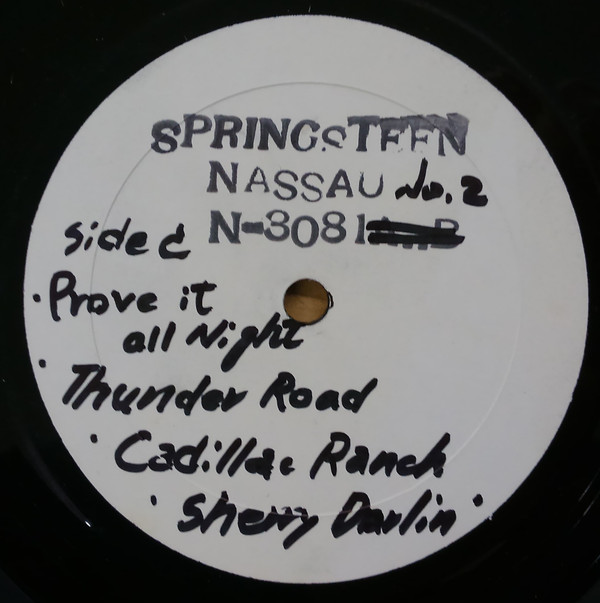 SPRINGSTEEN
NASSAU No. 2
side c N-3081
· Prove it
all Night
· Thunder Road
· Cadillac Ranch
· Sherry Darlin ·